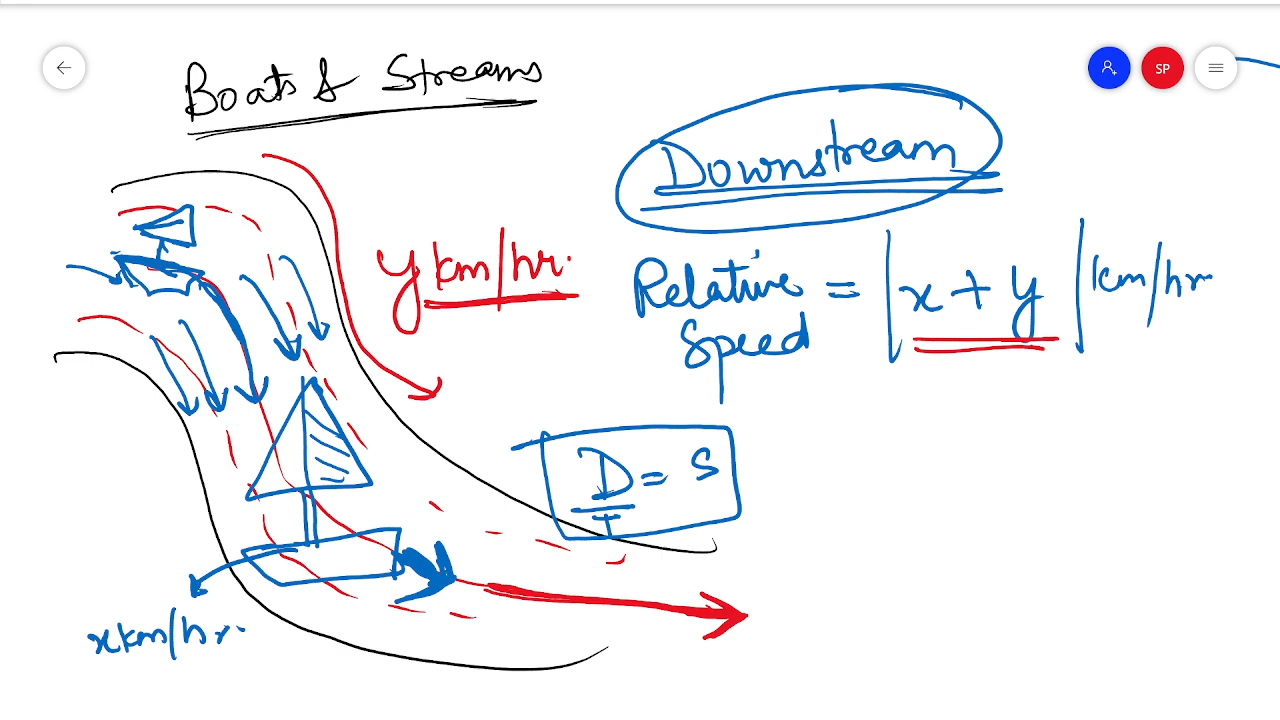 Boats & Streams
SP
Downstream
y km/hr.
Relative Speed = |x + y| km/hr
D/T = S
x km/hr.